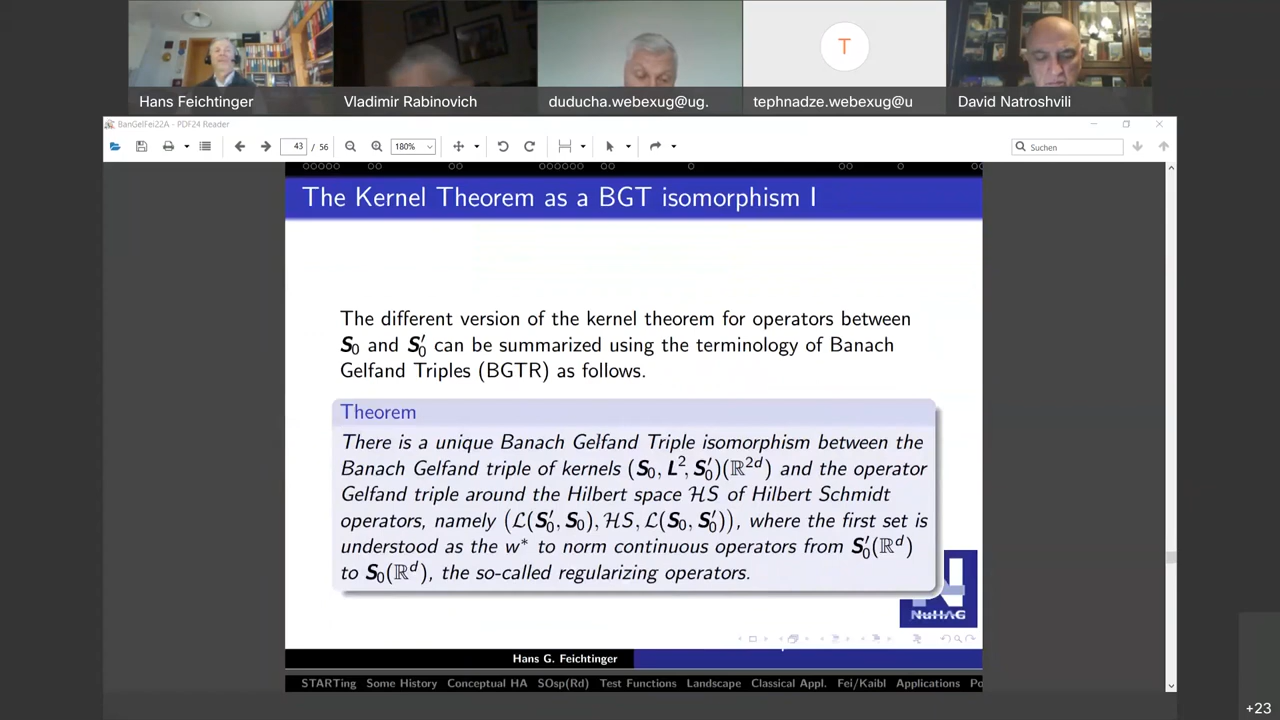 Hans Feichtinger
Vladimir Rabinovich
duducha.webexug@ug.
T
tephnadze.webexug@u
David Natroshvili
BanGelFei22A - PDF24 Reader
43 / 56
180%
Suchen
The Kernel Theorem as a BGT isomorphism I
The different version of the kernel theorem for operators between
S₀ and S₀′ can be summarized using the terminology of Banach
Gelfand Triples (BGTR) as follows.
Theorem
There is a unique Banach Gelfand Triple isomorphism between the
Banach Gelfand triple of kernels (S₀, L², S₀′)(ℝ²ᵈ) and the operator
Gelfand triple around the Hilbert space ℋS of Hilbert Schmidt
operators, namely (ℒ(S₀′, S₀), ℋS, ℒ(S₀, S₀′)), where the first set is
understood as the w* to norm continuous operators from S₀′(ℝᵈ)
to S₀(ℝᵈ), the so-called regularizing operators.
NuHAG
Hans G. Feichtinger
STARTing Some History Conceptual HA SOsp(Rd) Test Functions Landscape Classical Appl. Fei/Kaibl Applications Po
+23